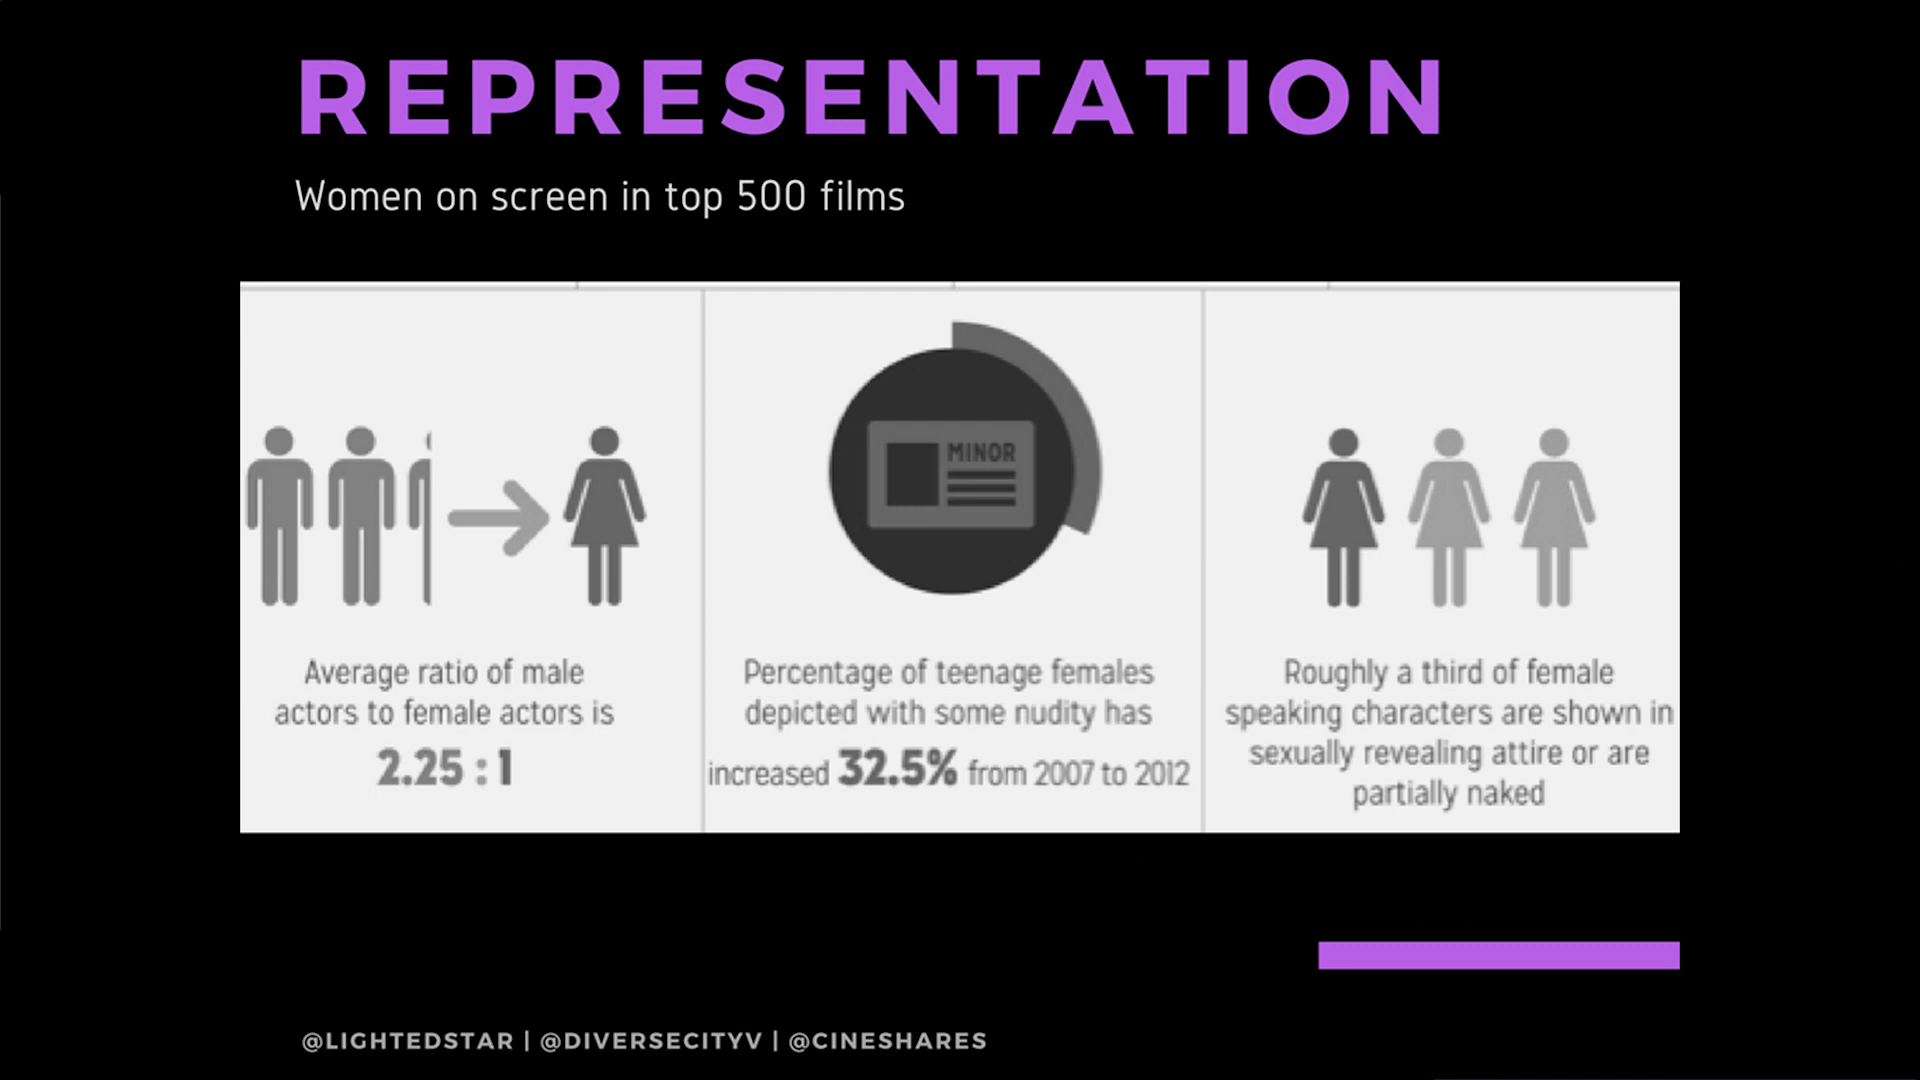 REPRESENTATION
Women on screen in top 500 films
MINOR
Average ratio of male
actors to female actors is
2.25 : 1
Percentage of teenage females
depicted with some nudity has
increased 32.5% from 2007 to 2012
Roughly a third of female
speaking characters are shown in
sexually revealing attire or are
partially naked
@LIGHTEDSTAR | @DIVERSECITYV | @CINESHARES